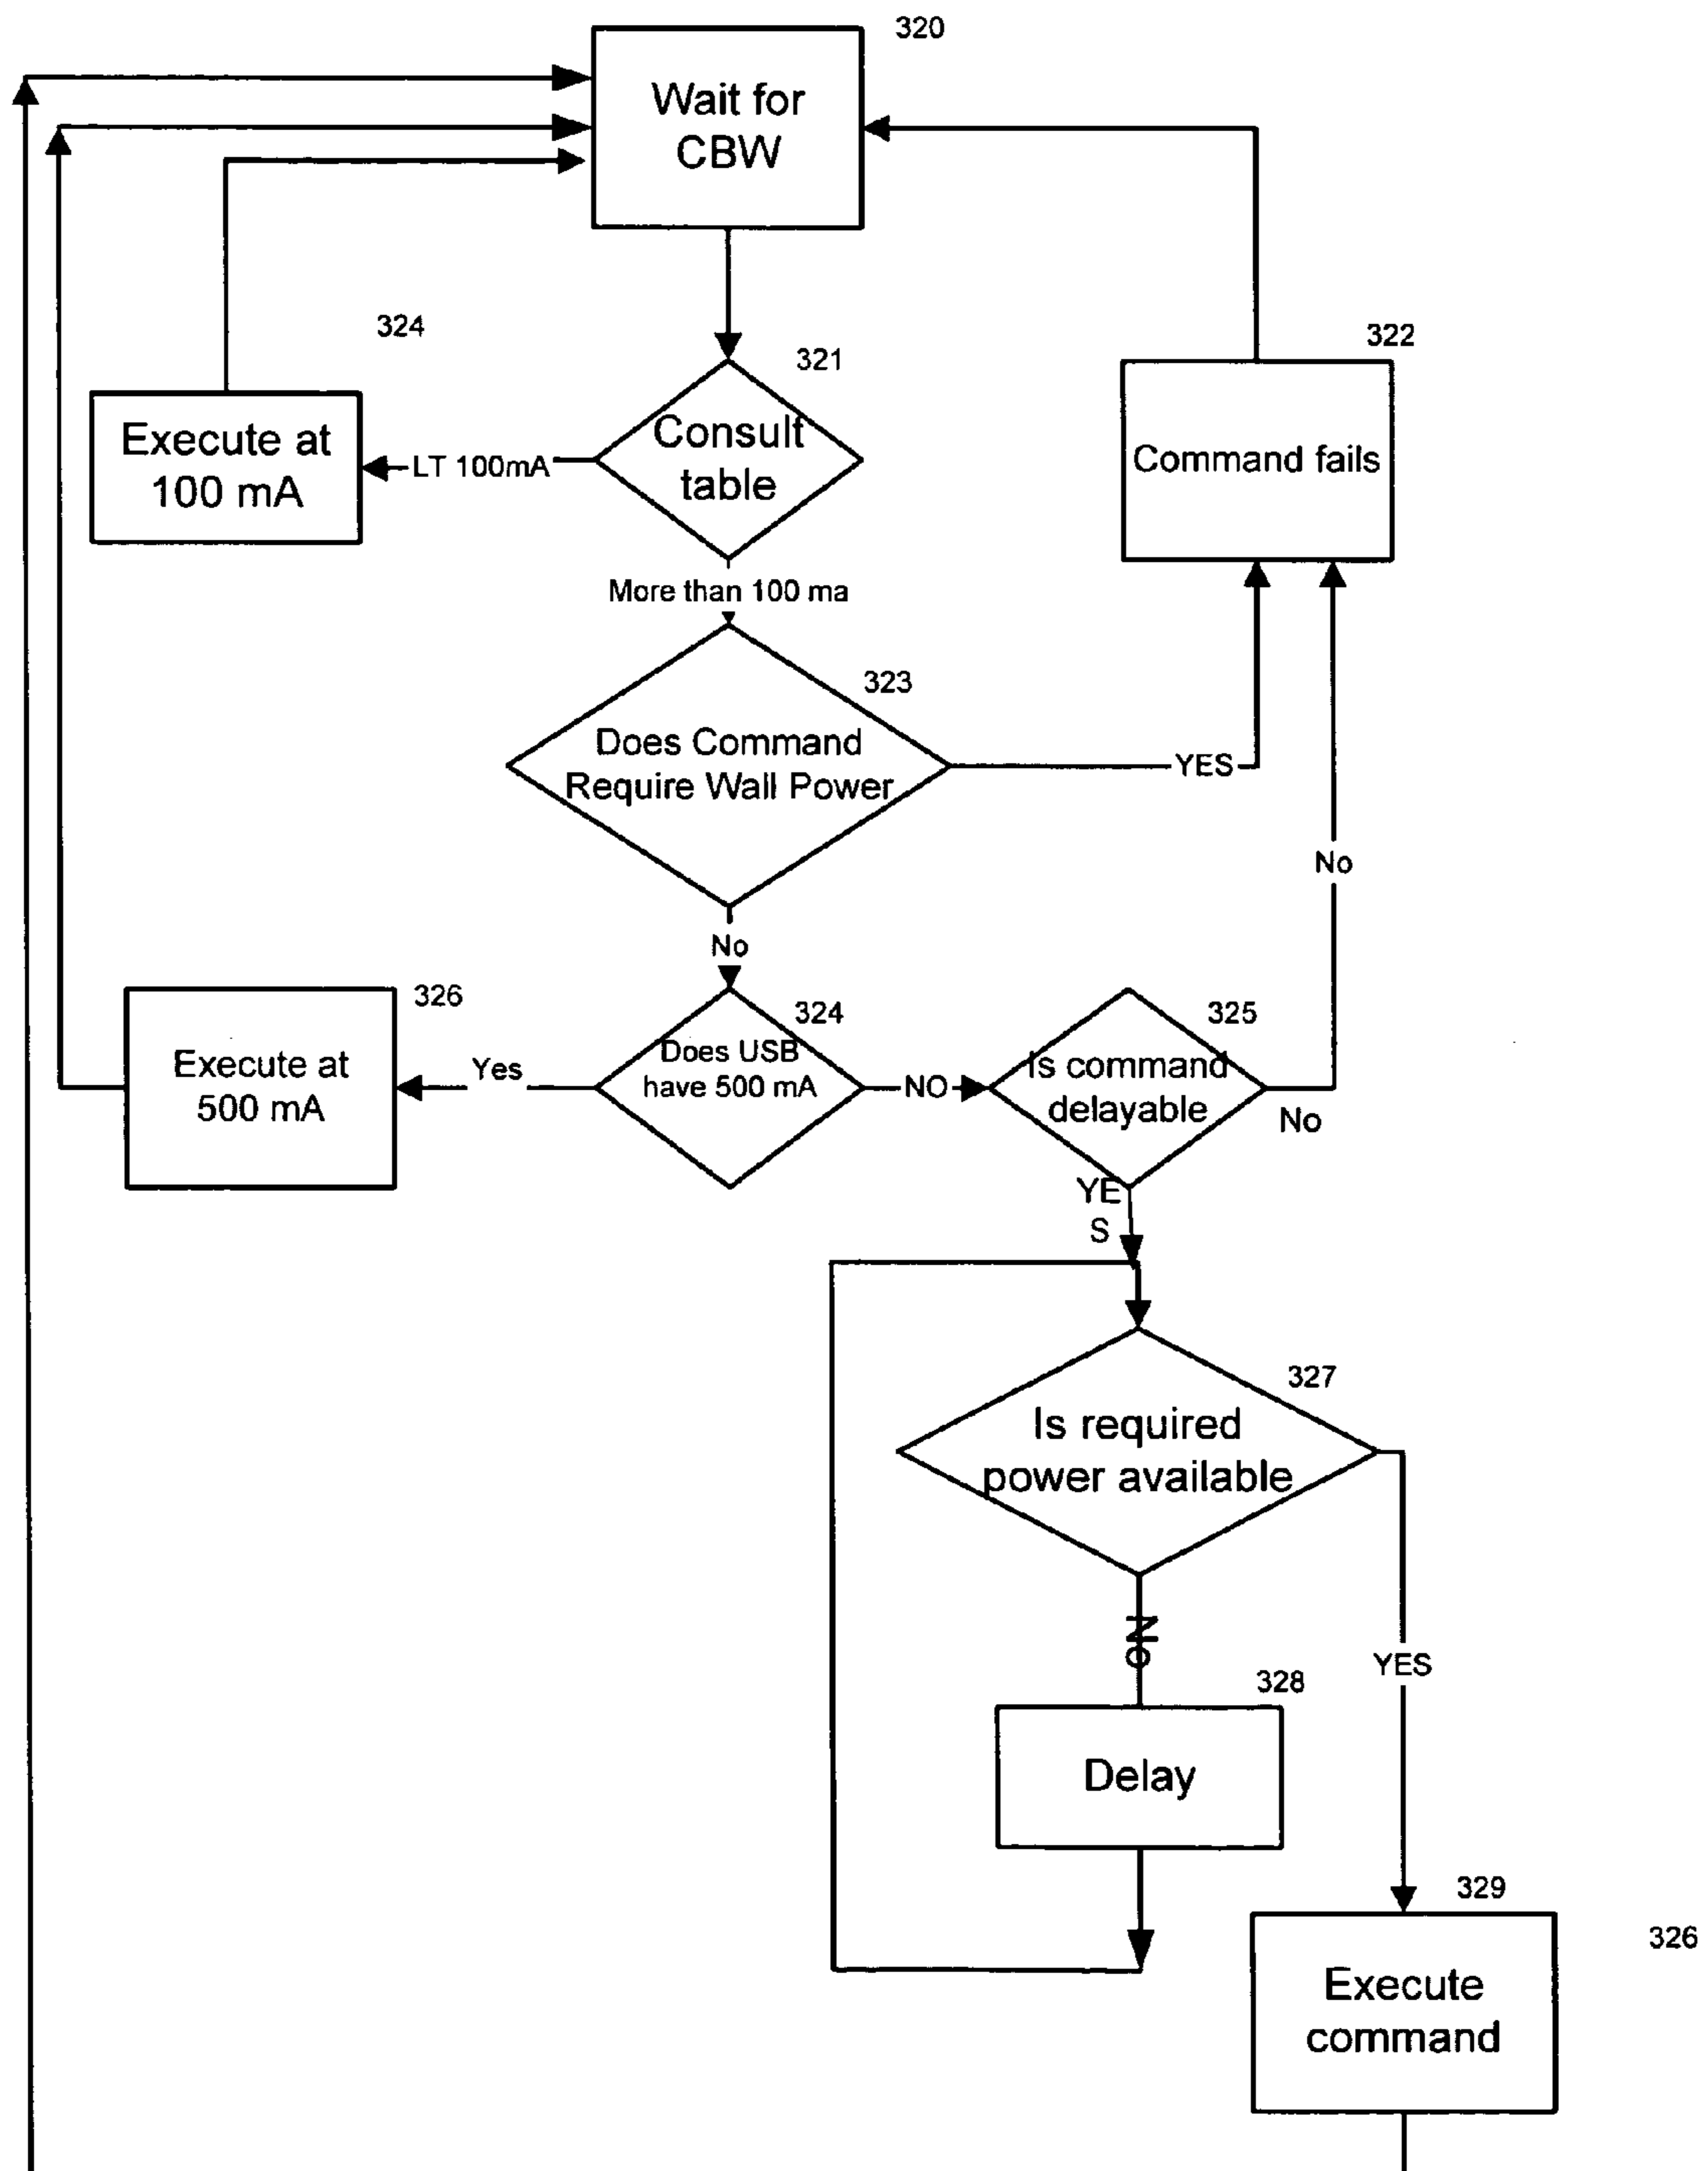 320
Wait for
CBW
324
321
322
Consult
table
Execute at
100 mA
LT 100mA
Command fails
More than 100 ma
323
Does Command
Require Wall Power
YES
No
No
326
324
325
Does USB
have 500 mA
Is command
delayable
Execute at
500 mA
Yes
NO
No
YE
S
327
Is required
power available
No
YES
328
Delay
329
326
Execute
command